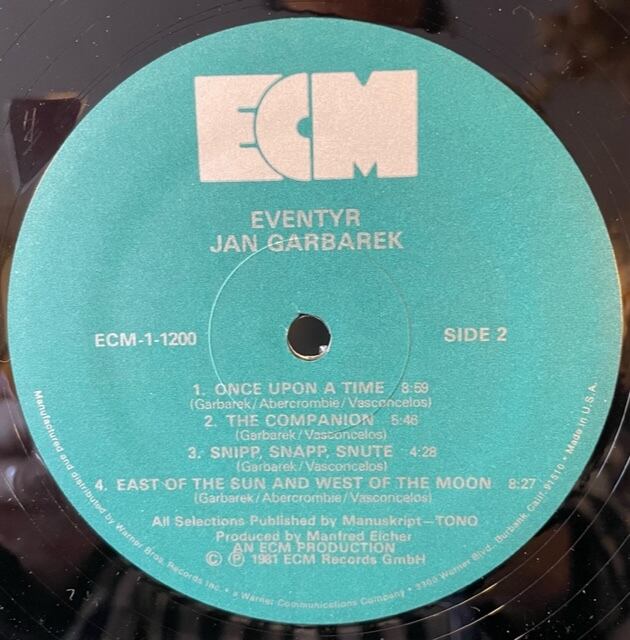 ECM
EVENTYR
JAN GARBAREK
ECM-1-1200
SIDE 2
1. ONCE UPON A TIME 8:59
(Garbarek/Abercrombie/Vasconcelos)
2. THE COMPANION 5:46
(Garbarek/Vasconcelos)
3. SNIPP, SNAPP, SNUTE 4:28
(Garbarek/Vasconcelos)
4. EAST OF THE SUN AND WEST OF THE MOON 8:27
(Garbarek/Abercrombie/Vasconcelos)
All Selections Published by Manuskript—TONO
Produced by Manfred Eicher
AN ECM PRODUCTION
© ℗ 1981 ECM Records GmbH
Manufactured and distributed by Warner Bros. Records Inc. • a Warner Communications Company • 3300 Warner Blvd., Burbank, Calif. 91510 • Made in U.S.A.